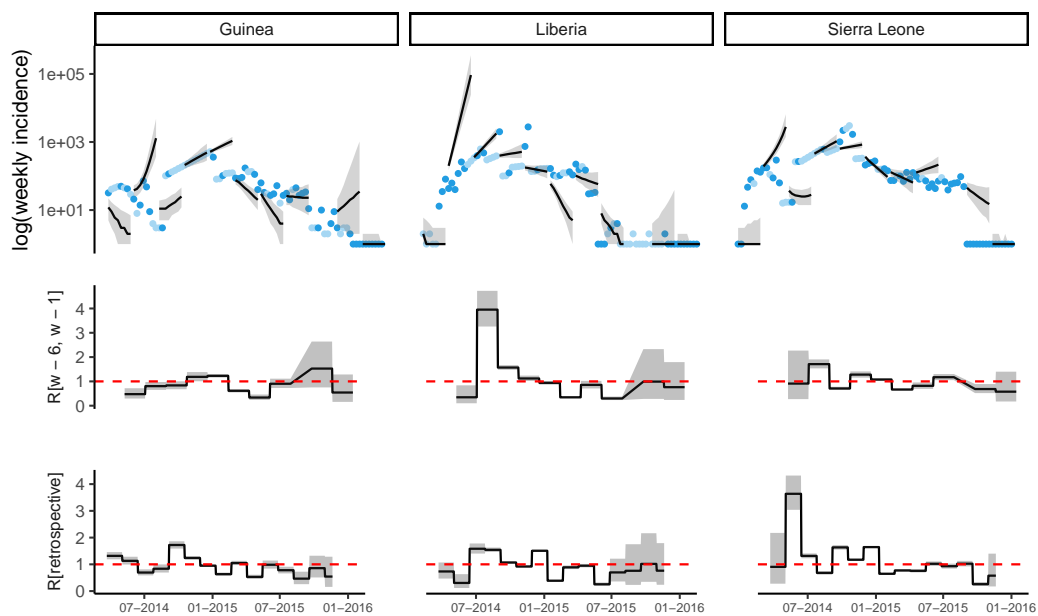 Guinea Liberia Sierra Leone
log(weekly incidence)
1e+05
1e+03
1e+01
R[w − 6, w − 1]
4
3
2
1
0
R[retrospective]
4
3
2
1
0
07−2014 01−2015 07−2015 01−2016 07−2014 01−2015 07−2015 01−2016 07−2014 01−2015 07−2015 01−2016